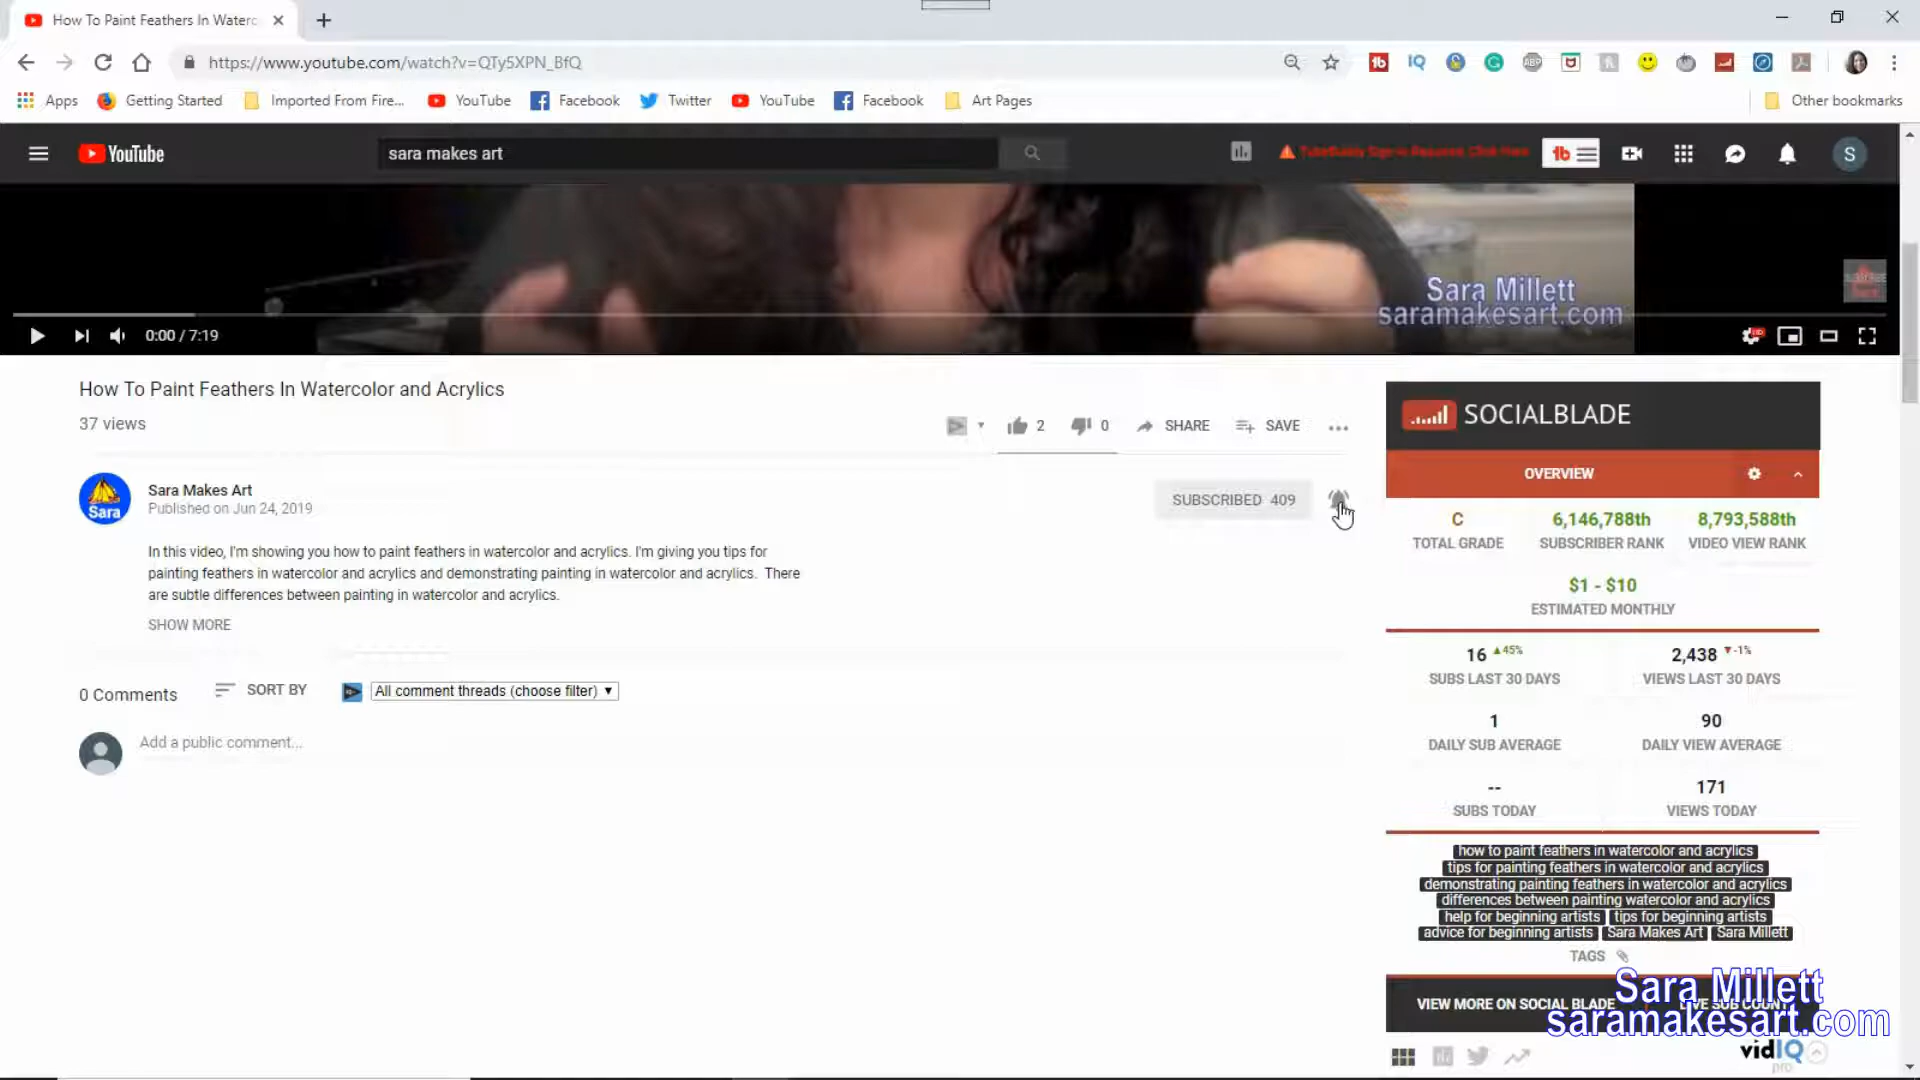 How To Paint Feathers In Waterc
https://www.youtube.com/watch?v=QTy5XPN_BfQ
Apps
Getting Started
Imported From Fire...
YouTube
Facebook
Twitter
YouTube
Facebook
Art Pages
Other bookmarks
YouTube
sara makes art
TubeBuddy Sign-In Required. Click Here
S
Sara Millett
saramakesart.com
0:00 / 7:19
How To Paint Feathers In Watercolor and Acrylics
37 views
2
0
SHARE
SAVE
Sara
Sara Makes Art
Published on Jun 24, 2019
SUBSCRIBED 409
In this video, I'm showing you how to paint feathers in watercolor and acrylics. I'm giving you tips for
painting feathers in watercolor and acrylics and demonstrating painting in watercolor and acrylics. There
are subtle differences between painting in watercolor and acrylics.
SHOW MORE
0 Comments
SORT BY
All comment threads (choose filter)
Add a public comment...
SOCIALBLADE
OVERVIEW
C
6,146,788th
8,793,588th
TOTAL GRADE
SUBSCRIBER RANK
VIDEO VIEW RANK
$1 - $10
ESTIMATED MONTHLY
16 45%
2,438 -1%
SUBS LAST 30 DAYS
VIEWS LAST 30 DAYS
1
90
DAILY SUB AVERAGE
DAILY VIEW AVERAGE
--
171
SUBS TODAY
VIEWS TODAY
how to paint feathers in watercolor and acrylics
tips for painting feathers in watercolor and acrylics
demonstrating painting feathers in watercolor and acrylics
differences between painting watercolor and acrylics
help for beginning artists tips for beginning artists
advice for beginning artists Sara Makes Art Sara Millett
TAGS
VIEW MORE ON SOCIAL BLADE
LIVE SUB COUNT
Sara Millett
saramakesart.com
vidIQ
pro